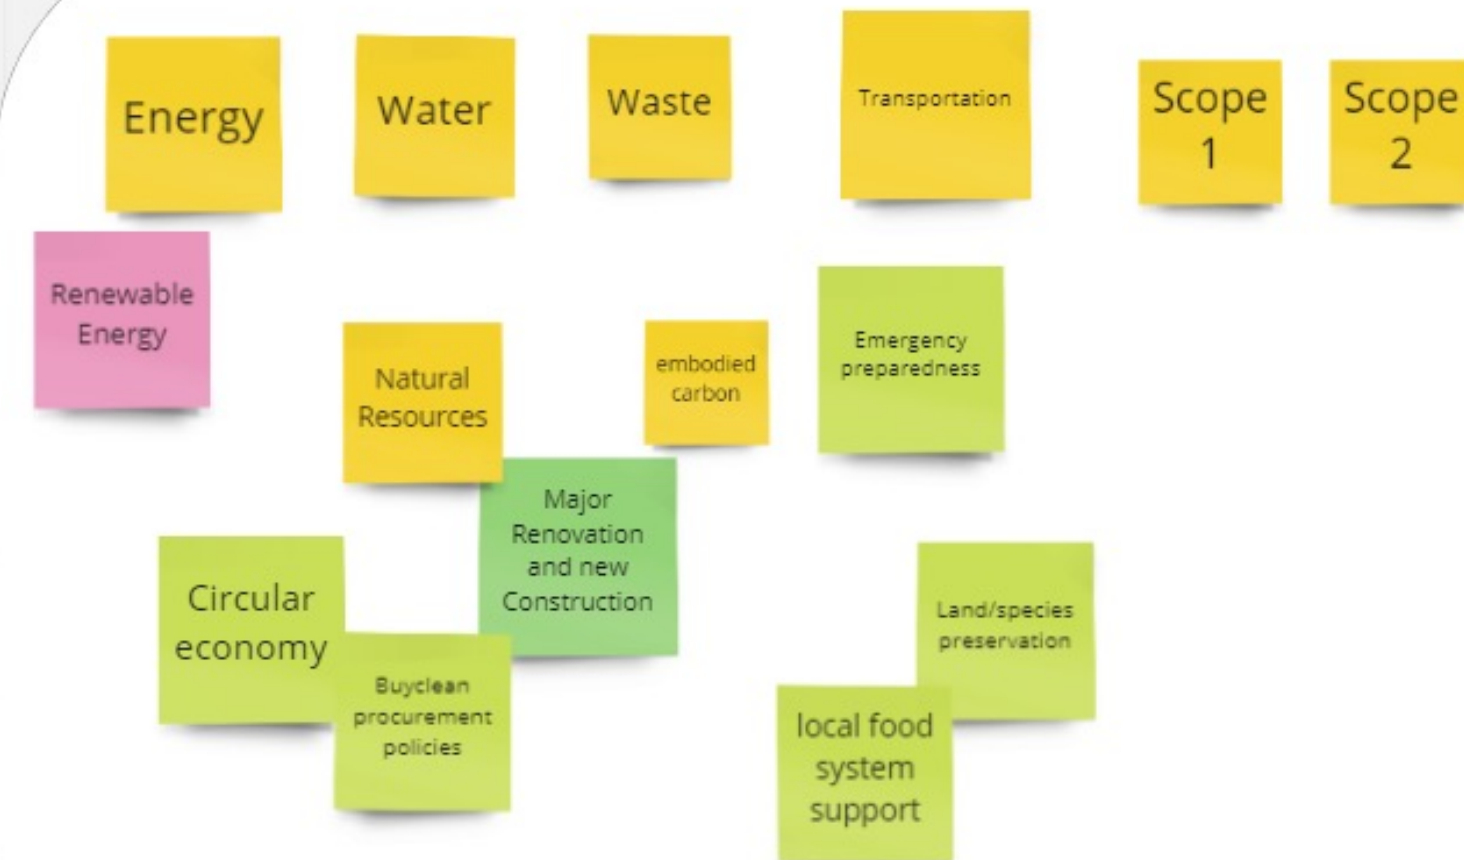 Energy
Water
Waste
Transportation
Scope
1
Scope
2
Renewable
Energy
Natural
Resources
embodied
carbon
Emergency
preparedness
Major
Renovation
and new
Construction
Circular
economy
Buyclean
procurement
policies
Land/species
preservation
local food
system
support